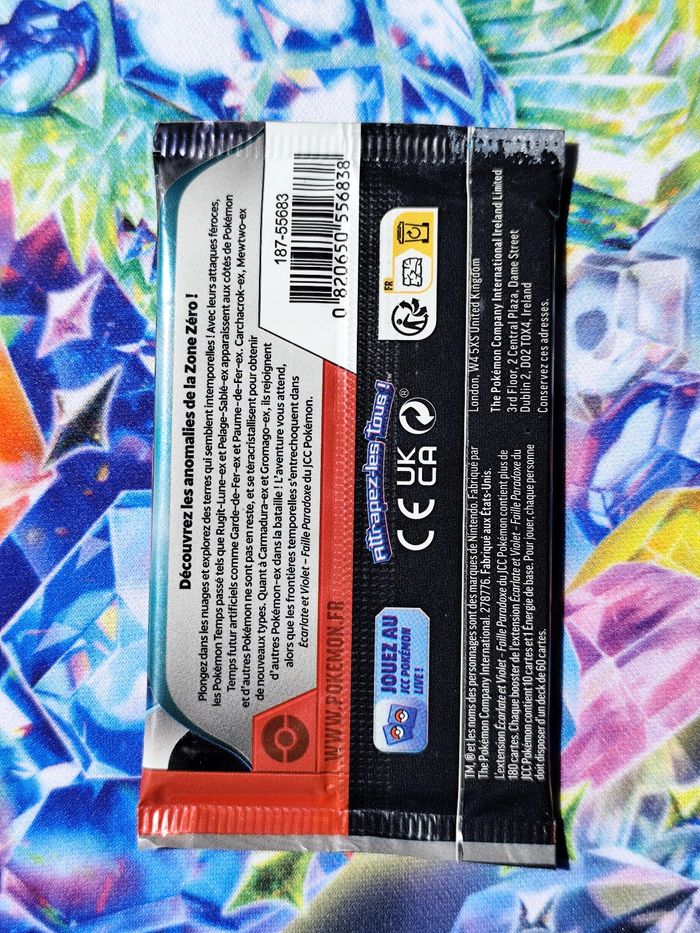 Découvrez les anomalies de la Zone Zéro !
Plongez dans les nuages et explorez des terres qui semblent intemporelles ! Avec leurs attaques féroces,
les Pokémon Temps passé tels que Rugit-Lune-ex et Pelage-Sablé-ex apparaissent aux côtés de Pokémon
Temps futur artificiels comme Garde-de-Fer-ex et Paume-de-Fer-ex. Carchacrok-ex, Mewtwo-ex
et d'autres Pokémon ne sont pas en reste, et se téracristallisent pour obtenir
de nouveaux types. Quant à Carmadura-ex et Gromago-ex, ils rejoignent
d'autres Pokémon-ex dans la bataille ! L'aventure vous attend,
alors que les frontières temporelles s'entrechoquent dans
Écarlate et Violet – Faille Paradoxe du JCC Pokémon.
187-55683
0 820650 556838
WWW.POKEMON.FR
JOUEZ AU
JCC POKÉMON
LIVE !
Attrapez-les Tous !™
CE UK
CA
®
FR
TM, ® et les noms des personnages sont des marques de Nintendo. Fabriqué par
The Pokémon Company International. 278776. Fabriqué aux États-Unis.
L'extension Écarlate et Violet – Faille Paradoxe du JCC Pokémon contient plus de
180 cartes. Chaque booster de l'extension Écarlate et Violet – Faille Paradoxe du
JCC Pokémon contient 10 cartes et 1 Énergie de base. Pour jouer, chaque personne
doit disposer d'un deck de 60 cartes.
London, W4 5XS United Kingdom
The Pokémon Company International Ireland Limited
3rd Floor, 2 Central Plaza, Dame Street
Dublin 2, D02 T0X4, Ireland
Conservez ces adresses.